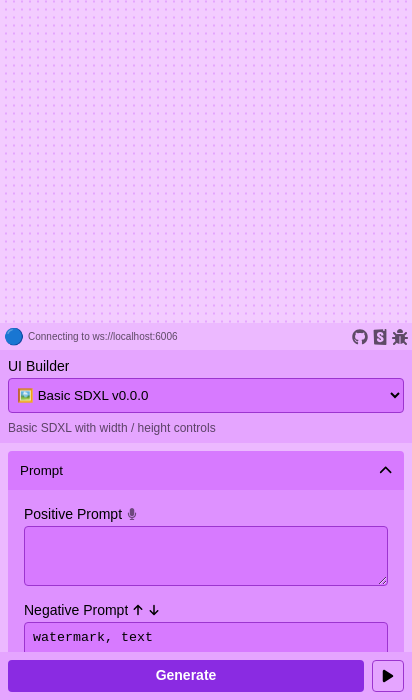 Connecting to ws://localhost:6006
UI Builder
🖼️ Basic SDXL v0.0.0
Basic SDXL with width / height controls
Prompt
Positive Prompt
Negative Prompt
watermark, text
Generate